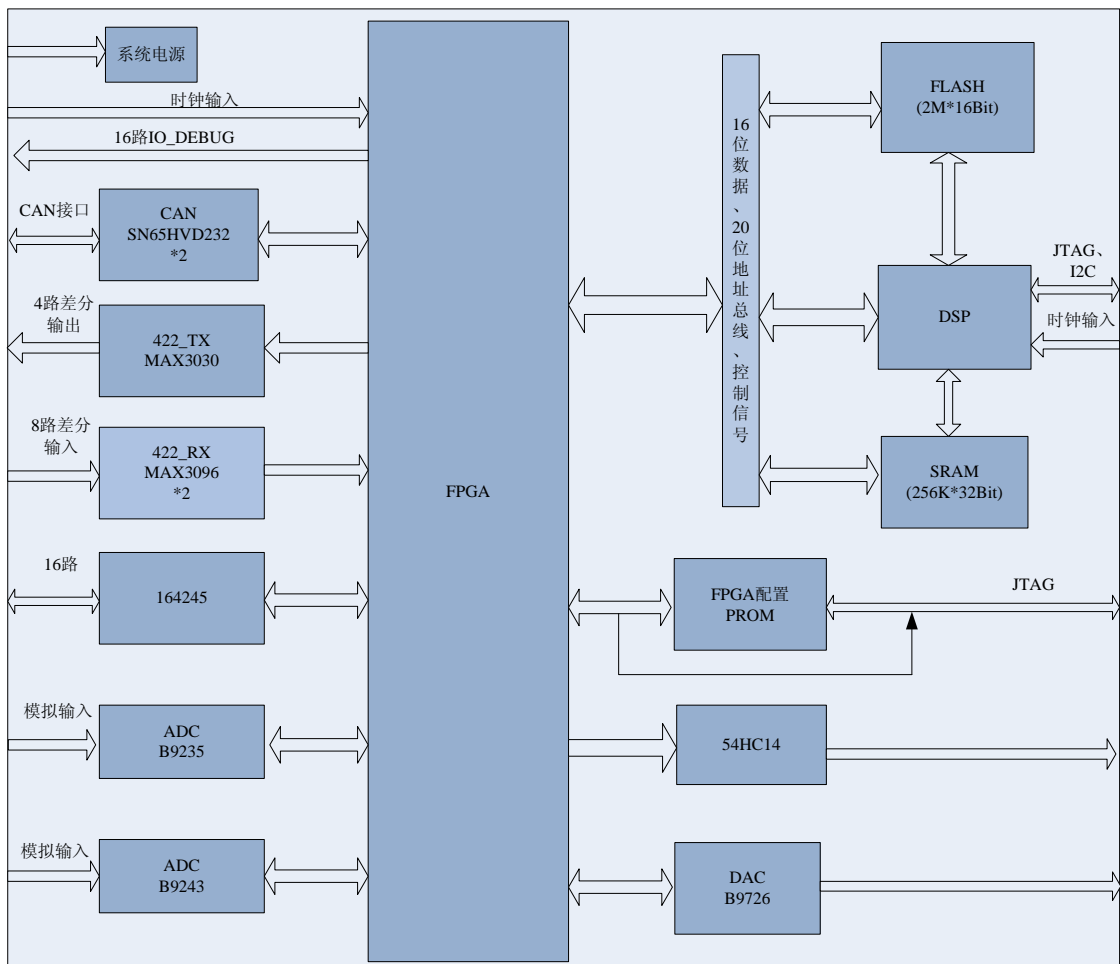 系统电源
时钟输入
16路IO_DEBUG
CAN接口
CAN
SN65HVD232
*2
4路差分
输出
422_TX
MAX3030
8路差分
输入
422_RX
MAX3096
*2
16路
164245
模拟输入
ADC
B9235
模拟输入
ADC
B9243
FPGA
16
位
数
据
、
20
位
地
址
总
线
、
控
制
信
号
FLASH
(2M*16Bit)
DSP
JTAG、
I2C
时钟输入
SRAM
(256K*32Bit)
FPGA配置
PROM
JTAG
54HC14
DAC
B9726